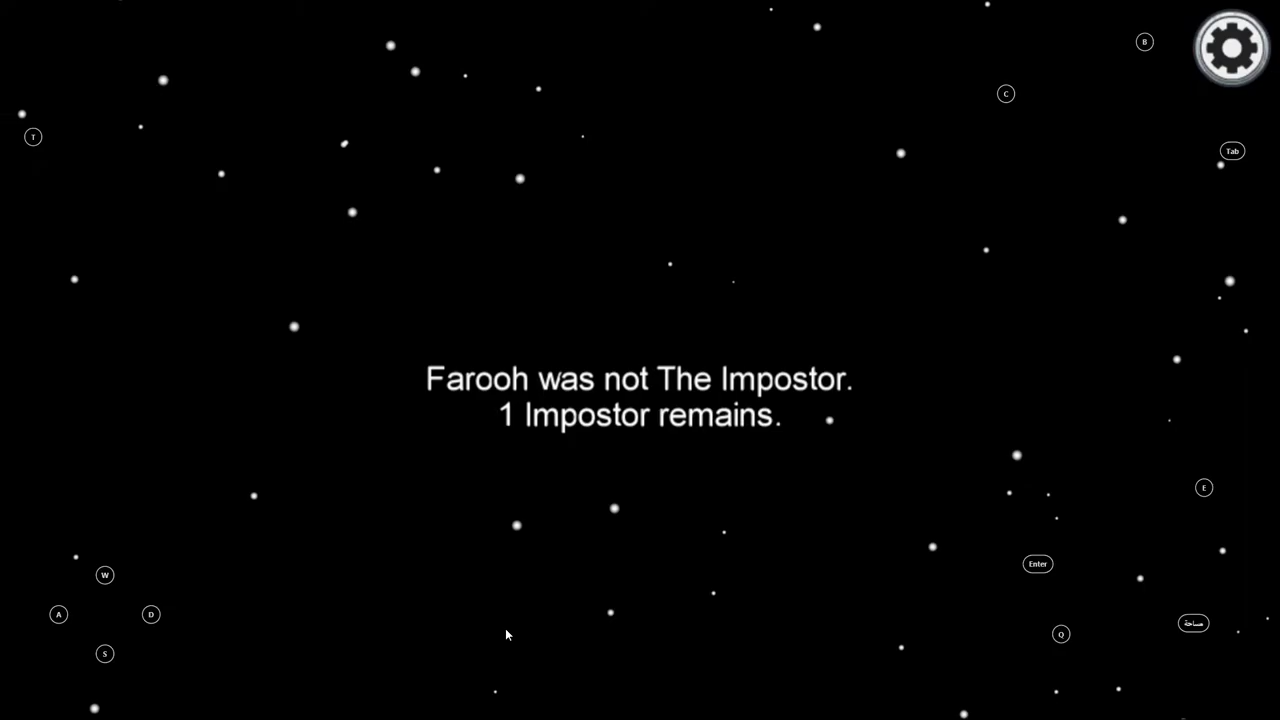 B
C
T
Tab
Farooh was not The Impostor.
1 Impostor remains.
E
Enter
W
A
D
مساحة
Q
S